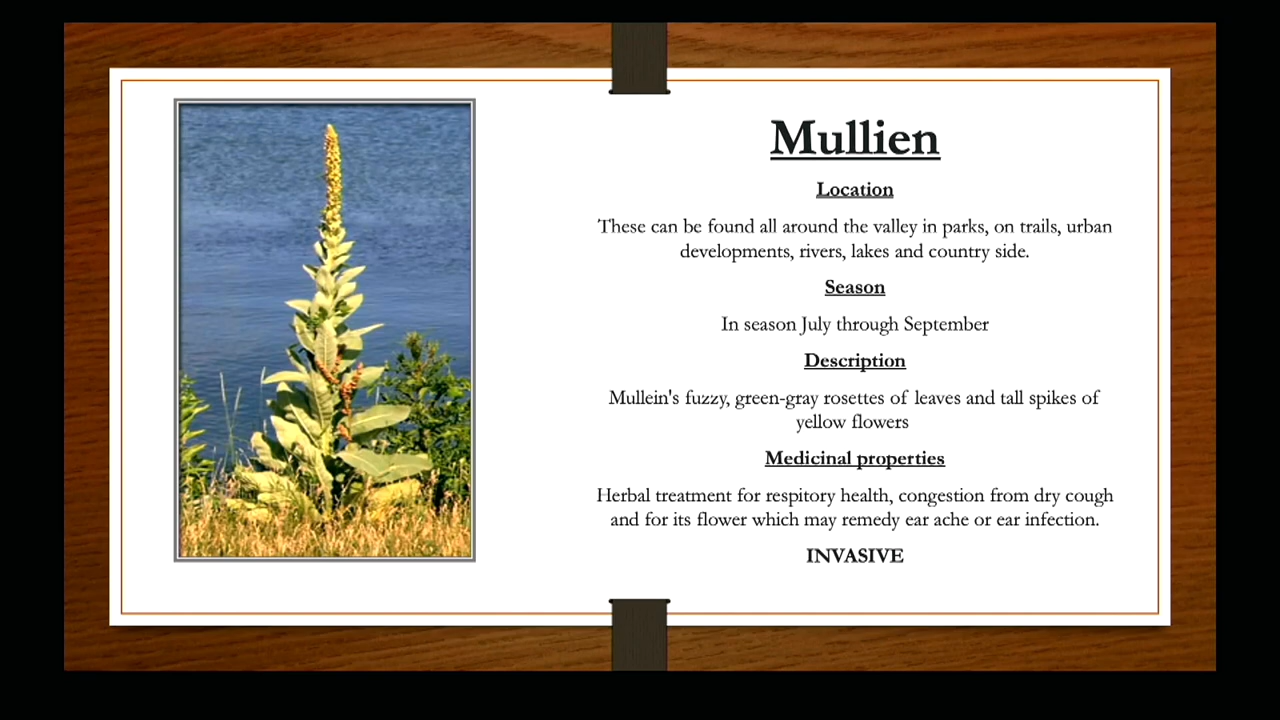 Mullien
Location
These can be found all around the valley in parks, on trails, urban
developments, rivers, lakes and country side.
Season
In season July through September
Description
Mullein's fuzzy, green-gray rosettes of leaves and tall spikes of
yellow flowers
Medicinal properties
Herbal treatment for respitory health, congestion from dry cough
and for its flower which may remedy ear ache or ear infection.
INVASIVE